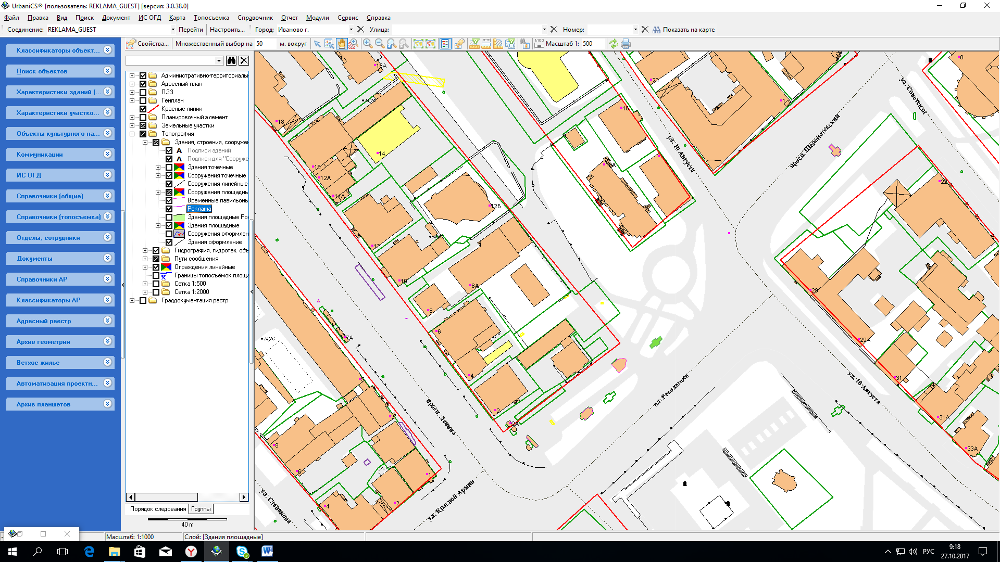 UrbaniCS® [пользователь: REKLAMA_GUEST] [версия: 3.0.38.0]
Файл Правка Вид Поиск Документ ИС ОГД Карта Топосъемка Справочник Отчет Модули Сервис Справка
Соединение: REKLAMA_GUEST Перейти Настроить... Город: Иваново г. Улица: Номер: Показать на карте
Свойства... Множественный выбор на 50 м. вокруг 1:100 Масштаб 1: 500
Классификаторы объект...
Поиск объектов
Характеристики зданий (...
Характеристики участко...
Объекты культурного на...
Коммуникации
ИС ОГД
Справочники (общие)
Справочники (топосъемка)
Отделы, сотрудники
Документы
Справочники АР
Классификаторы АР
Адресный реестр
Архив геометрии
Ветхое жилье
Автоматизация проектн...
Архив планшетов
Административно-территориаль
Адресный план
ПЗЗ
Генплан
Красные линии
Планировочный элемент
Земельные участки
Топография
Здания, строения, сооружен
А Подписи зданий
А Подписи для "Сооруже
Здания точечные
Сооружения точечные
Сооружения линейные
Сооружения площадны
Временные павильонь
Реклама
Здания площадные Ро
Здания площадные
Сооружения оформлен
Здания оформление
Гидрография, гидротех. объ
Пути сообщения
Ограждения линейные
Границы топосъёмок площа
Сетка 1:500
Сетка 1:2000
Граддокументация растр
Порядок следования Группы
40 m
18А
мус
18
14
16
12А
14А
12Б
12
10
8А
8
6
4
2
2А
7А
мус
5
3
1
8
6
4
2
23
1
16
16А
8
22
29
29А
31
31А
33А
ул. Советская
просп. Шереметевский
ул. 10 Августа
пл. Революции
ул. 10 Августа
просп. Ленина
ул. Красной Армии
ул. Степанова
Масштаб: 1:1000 Слой: [Здания площадные]
РУС
9:18
27.10.2017